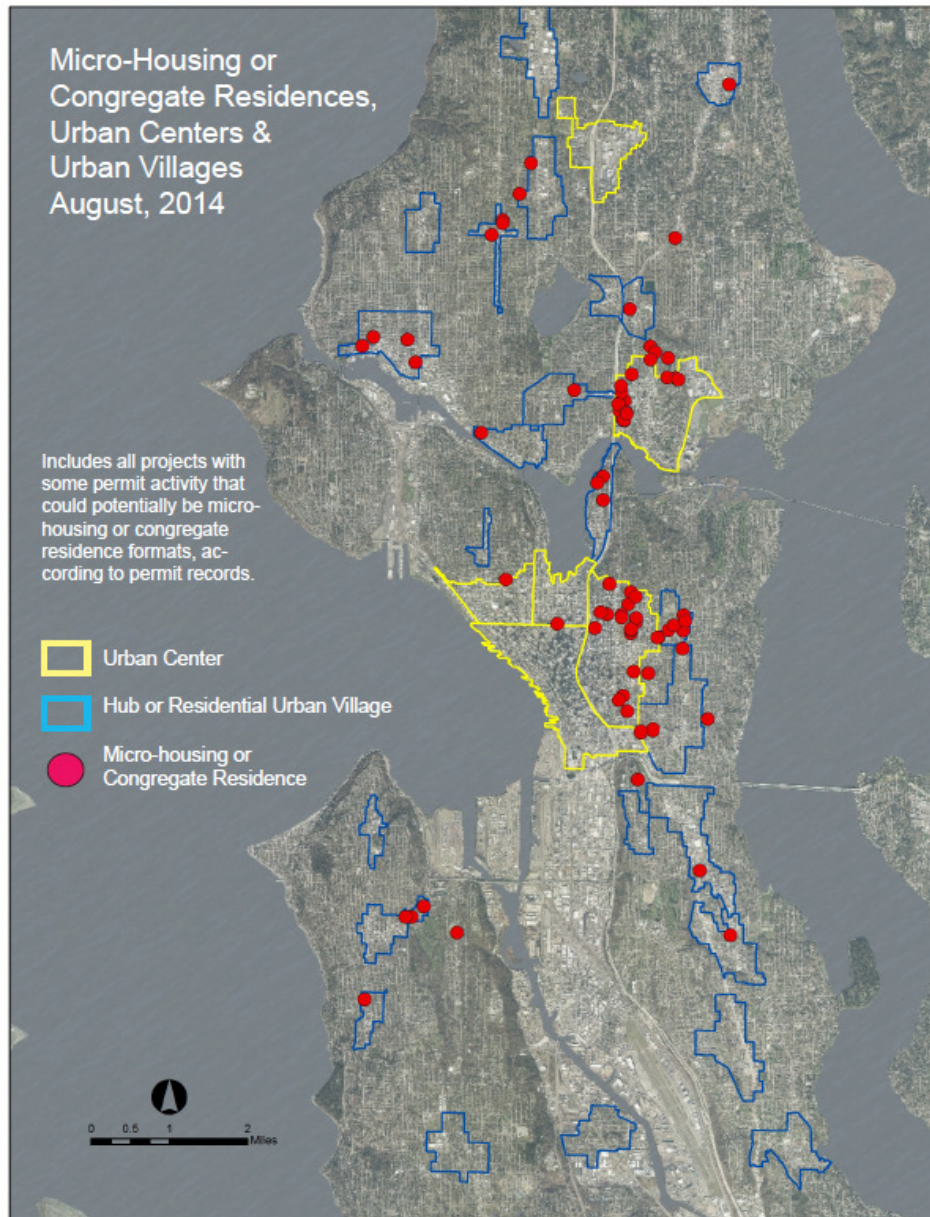 Micro-Housing or
Congregate Residences,
Urban Centers &
Urban Villages
August, 2014
Includes all projects with
some permit activity that
could potentially be micro-
housing or congregate
residence formats, ac-
cording to permit records.
Urban Center
Hub or Residential Urban Village
Micro-housing or
Congregate Residence
0 0.5 1 2
Miles